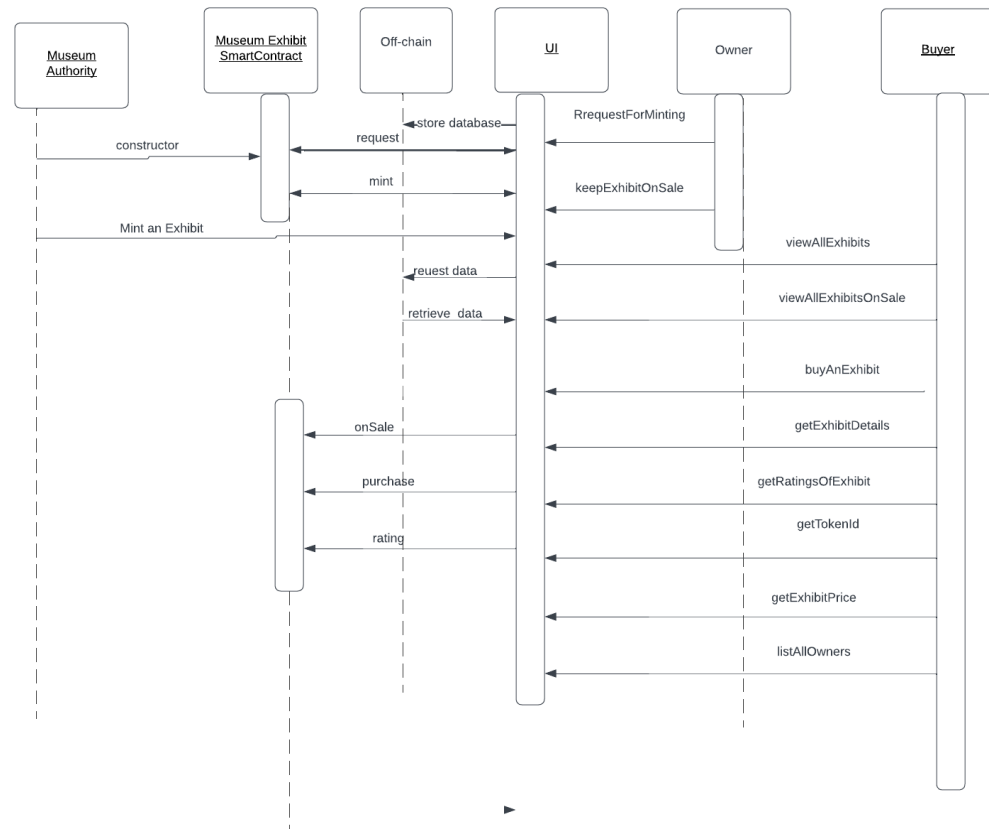 Museum
Authority
Museum Exhibit
SmartContract
Off-chain
UI
Owner
Buyer
store database
RrequestForMinting
request
constructor
mint
keepExhibitOnSale
Mint an Exhibit
viewAllExhibits
reuest data
viewAllExhibitsOnSale
retrieve data
buyAnExhibit
onSale
getExhibitDetails
purchase
getRatingsOfExhibit
getTokenId
rating
getExhibitPrice
listAllOwners